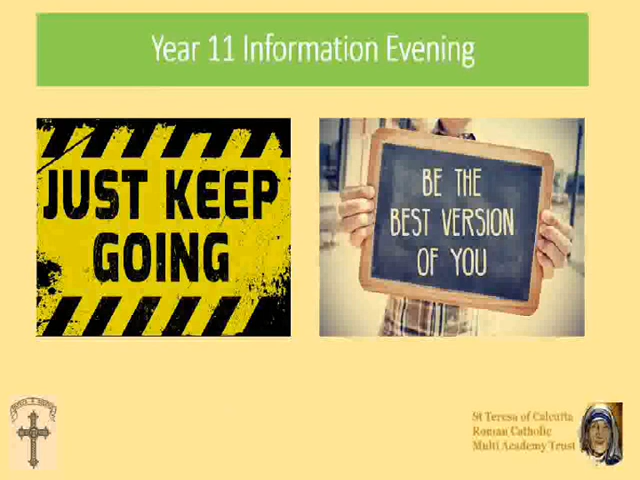 Year 11 Information Evening
JUST KEEP
GOING
BE THE
BEST VERSION
OF YOU
St Teresa of Calcutta
Roman Catholic
Multi Academy Trust